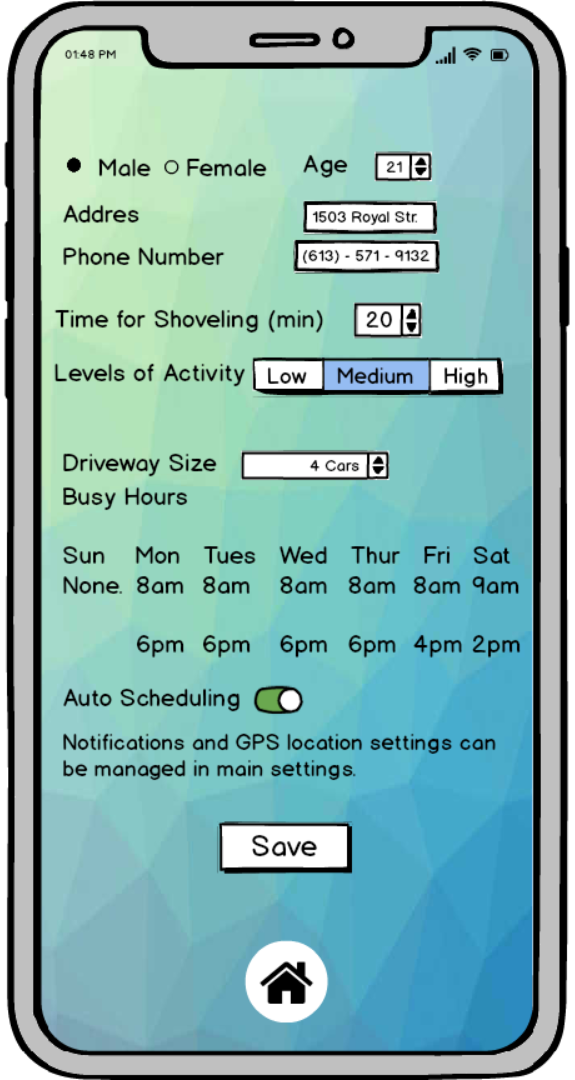 01:48 PM
Male Female Age 21
Addres 1503 Royal Str.
Phone Number (613) - 571 - 9132
Time for Shoveling (min) 20
Levels of Activity Low Medium High
Driveway Size 4 Cars
Busy Hours
Sun Mon Tues Wed Thur Fri Sat
None. 8am 8am 8am 8am 8am 9am
6pm 6pm 6pm 6pm 4pm 2pm
Auto Scheduling
Notifications and GPS location settings can
be managed in main settings.
Save